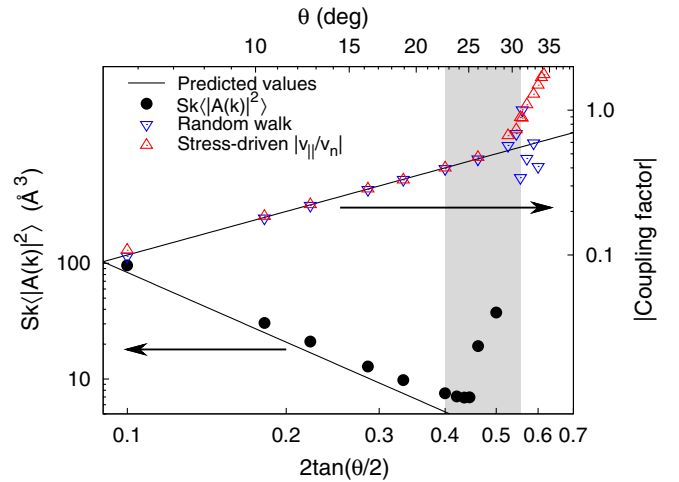 θ (deg)
10 15 20 25 30 35
Predicted values
Sk⟨|A(k)|²⟩
Random walk
Stress-driven |v||/vn|
Sk⟨|A(k)|²⟩ (Å³)
100
10
1.0
0.1
|Coupling factor|
0.1 0.2 0.3 0.4 0.5 0.6 0.7
2tan(θ/2)